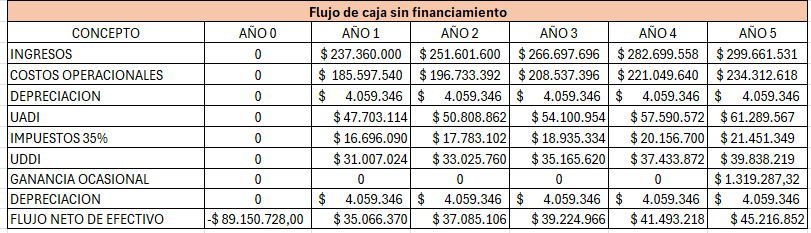 Flujo de caja sin financiamiento
CONCEPTO AÑO 0 AÑO 1 AÑO 2 AÑO 3 AÑO 4 AÑO 5
INGRESOS 0 $ 237.360.000 $ 251.601.600 $ 266.697.696 $ 282.699.558 $ 299.661.531
COSTOS OPERACIONALES 0 $ 185.597.540 $ 196.733.392 $ 208.537.396 $ 221.049.640 $ 234.312.618
DEPRECIACION 0 $ 4.059.346 $ 4.059.346 $ 4.059.346 $ 4.059.346 $ 4.059.346
UADI 0 $ 47.703.114 $ 50.808.862 $ 54.100.954 $ 57.590.572 $ 61.289.567
IMPUESTOS 35% 0 $ 16.696.090 $ 17.783.102 $ 18.935.334 $ 20.156.700 $ 21.451.349
UDDI 0 $ 31.007.024 $ 33.025.760 $ 35.165.620 $ 37.433.872 $ 39.838.219
GANANCIA OCASIONAL 0 0 0 0 0 $ 1.319.287,32
DEPRECIACION 0 $ 4.059.346 $ 4.059.346 $ 4.059.346 $ 4.059.346 $ 4.059.346
FLUJO NETO DE EFECTIVO -$ 89.150.728,00 $ 35.066.370 $ 37.085.106 $ 39.224.966 $ 41.493.218 $ 45.216.852